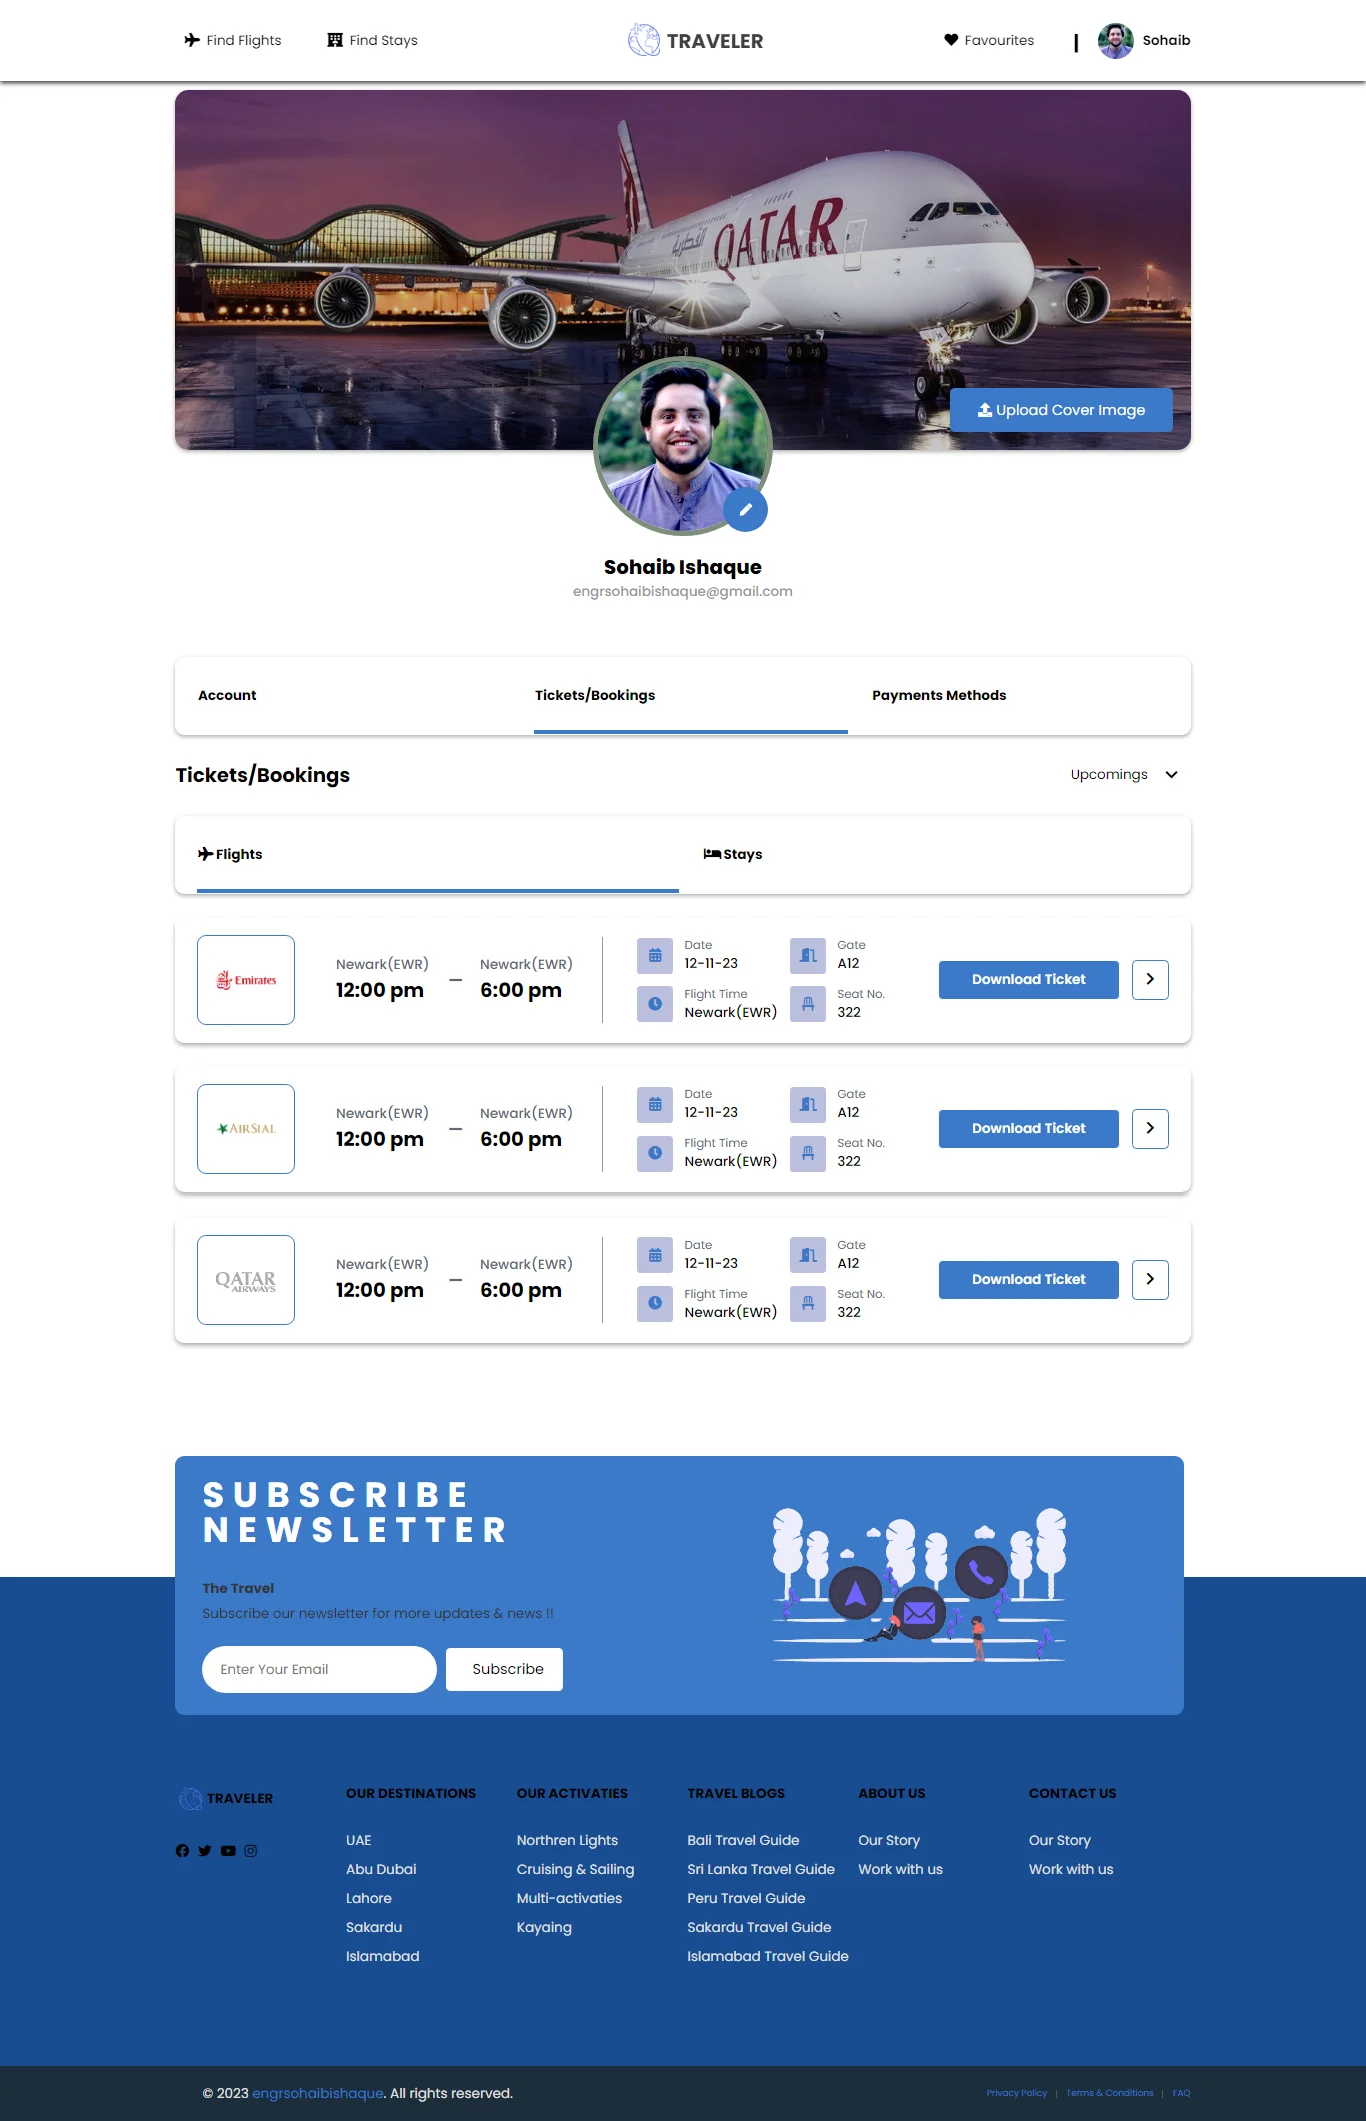 Find Flights
Find Stays
TRAVELER
Favourites
|
Sohaib
QATAR
القطرية
Upload Cover Image
Sohaib Ishaque
engrsohaibishaque@gmail.com
Account
Tickets/Bookings
Payments Methods
Tickets/Bookings
Upcomings
Flights
Stays
Emirates
Newark(EWR)
12:00 pm
—
Newark(EWR)
6:00 pm
Date
12-11-23
Gate
A12
Flight Time
Newark(EWR)
Seat No.
322
Download Ticket
AIRSIAL
Newark(EWR)
12:00 pm
—
Newark(EWR)
6:00 pm
Date
12-11-23
Gate
A12
Flight Time
Newark(EWR)
Seat No.
322
Download Ticket
QATAR
AIRWAYS
Newark(EWR)
12:00 pm
—
Newark(EWR)
6:00 pm
Date
12-11-23
Gate
A12
Flight Time
Newark(EWR)
Seat No.
322
Download Ticket
SUBSCRIBE
NEWSLETTER
The Travel
Subscribe our newsletter for more updates & news !!
Enter Your Email
Subscribe
TRAVELER
OUR DESTINATIONS
UAE
Abu Dubai
Lahore
Sakardu
Islamabad
OUR ACTIVATIES
Northren Lights
Cruising & Sailing
Multi-activaties
Kayaing
TRAVEL BLOGS
Bali Travel Guide
Sri Lanka Travel Guide
Peru Travel Guide
Sakardu Travel Guide
Islamabad Travel Guide
ABOUT US
Our Story
Work with us
CONTACT US
Our Story
Work with us
© 2023 engrsohaibishaque. All rights reserved.
Privacy Policy | Terms & Conditions | FAQ